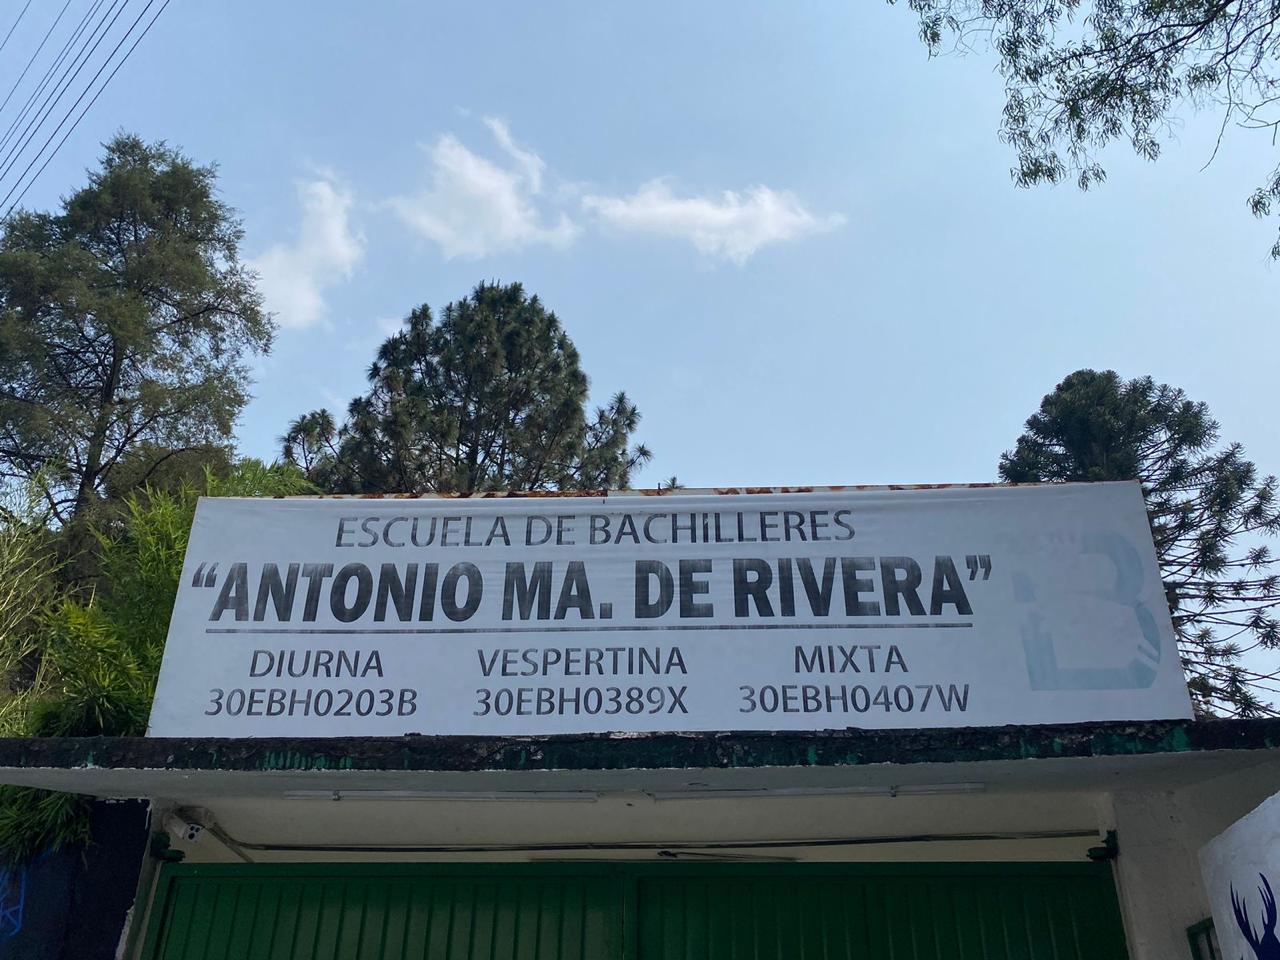 ESCUELA DE BACHILLERES
“ANTONIO MA. DE RIVERA”
DIURNA VESPERTINA MIXTA
30EBH0203B 30EBH0389X 30EBH0407W